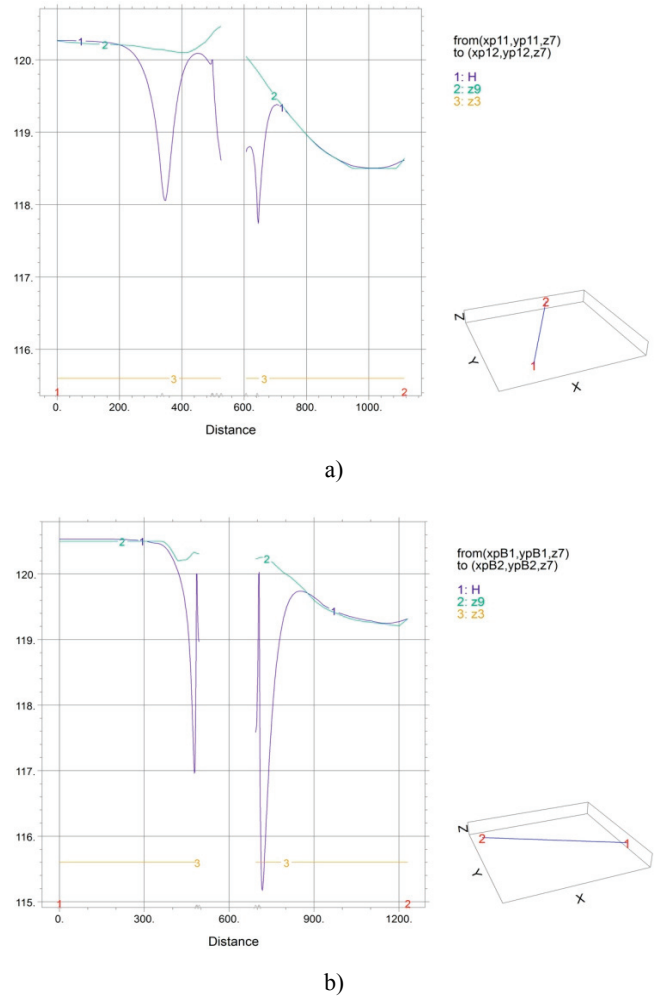 from(xp11,yp11,z7)
to (xp12,yp12,z7)
1: H
2: z9
3: z3
120.
119.
118.
117.
116.
1
2
2
1
3
3
1
2
0.
200.
400.
600.
800.
1000.
Distance
Z
Y
X
1
2
a)
from(xpB1,ypB1,z7)
to (xpB2,ypB2,z7)
1: H
2: z9
3: z3
120.
119.
118.
117.
116.
115.
2
1
2
1
3
3
1
2
0.
300.
600.
900.
1200.
Distance
Z
Y
X
2
1
b)